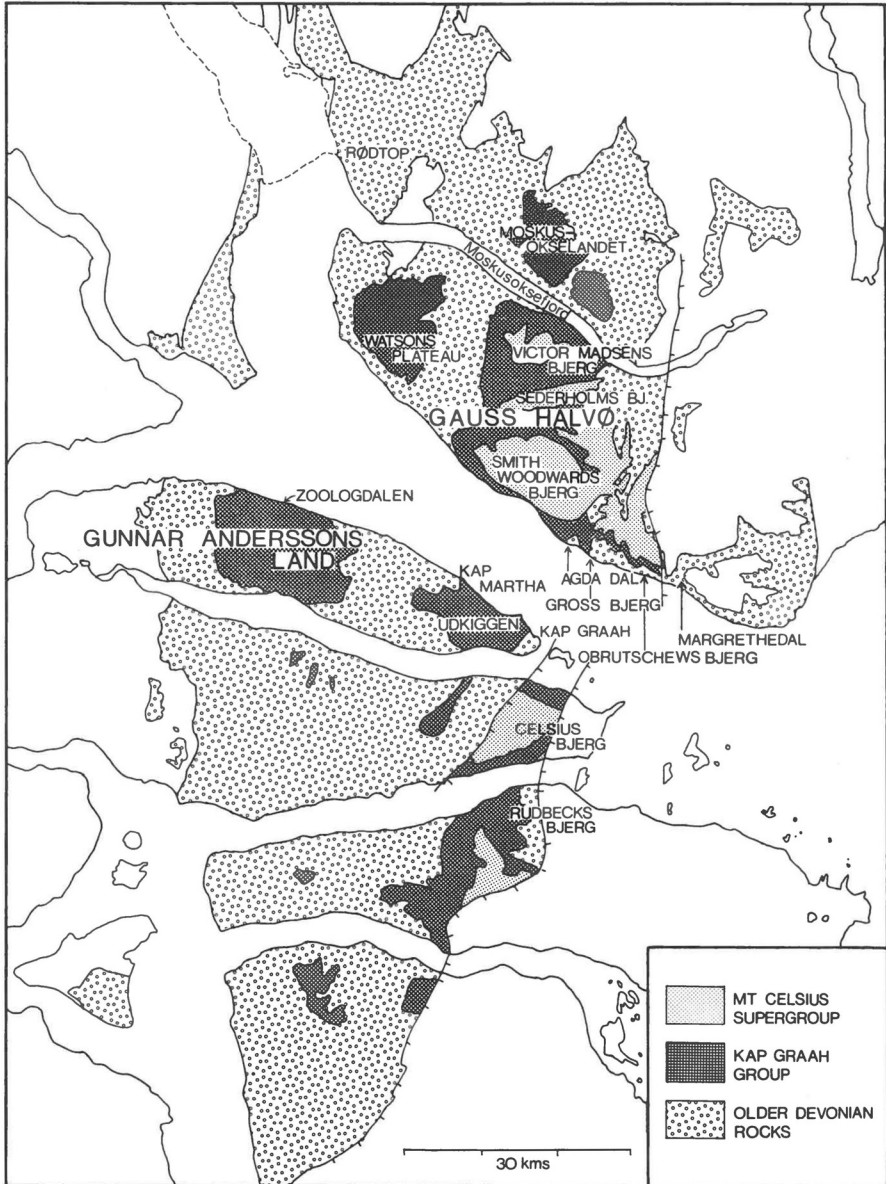 RØDTOP
MOSKUS-
OKSELANDET
Moskusoksefjord
WATSONS
PLATEAU
VICTOR MADSENS
BJERG
SEDERHOLMS BJ.
GAUSS HALVØ
SMITH
WOODWARDS
BJERG
ZOOLOGDALEN
GUNNAR ANDERSSONS
LAND
KAP
MARTHA
AGDA DAL
GROSS BJERG
UDKIGGEN
KAP GRAAH
MARGRETHEDAL
OBRUTSCHEWS BJERG
CELSIUS
BJERG
RUDBECKS
BJERG
MT CELSIUS
SUPERGROUP
KAP GRAAH
GROUP
OLDER DEVONIAN
ROCKS
30 kms